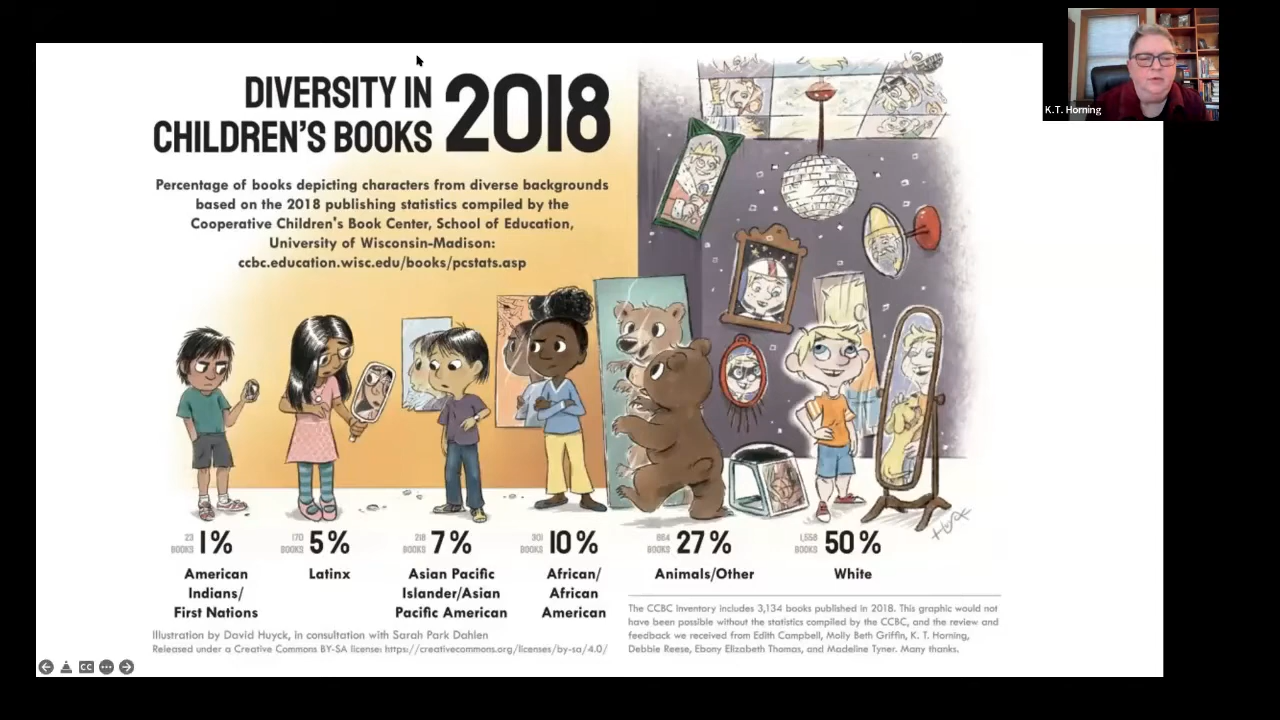 K.T. Horning
DIVERSITY IN
CHILDREN'S BOOKS 2018
Percentage of books depicting characters from diverse backgrounds
based on the 2018 publishing statistics compiled by the
Cooperative Children's Book Center, School of Education,
University of Wisconsin-Madison:
ccbc.education.wisc.edu/books/pcstats.asp
23
BOOKS
1%
American
Indians/
First Nations
170
BOOKS
5%
Latinx
218
BOOKS
7%
Asian Pacific
Islander/Asian
Pacific American
301
BOOKS
10%
African/
African
American
864
BOOKS
27%
Animals/Other
1,558
BOOKS
50%
White
Huyck
Illustration by David Huyck, in consultation with Sarah Park Dahlen
Released under a Creative Commons BY-SA license: https://creativecommons.org/licenses/by-sa/4.0/
The CCBC Inventory includes 3,134 books published in 2018. This graphic would not
have been possible without the statistics compiled by the CCBC, and the review and
feedback we received from Edith Campbell, Molly Beth Griffin, K. T. Horning,
Debbie Reese, Ebony Elizabeth Thomas, and Madeline Tyner. Many thanks.
CC